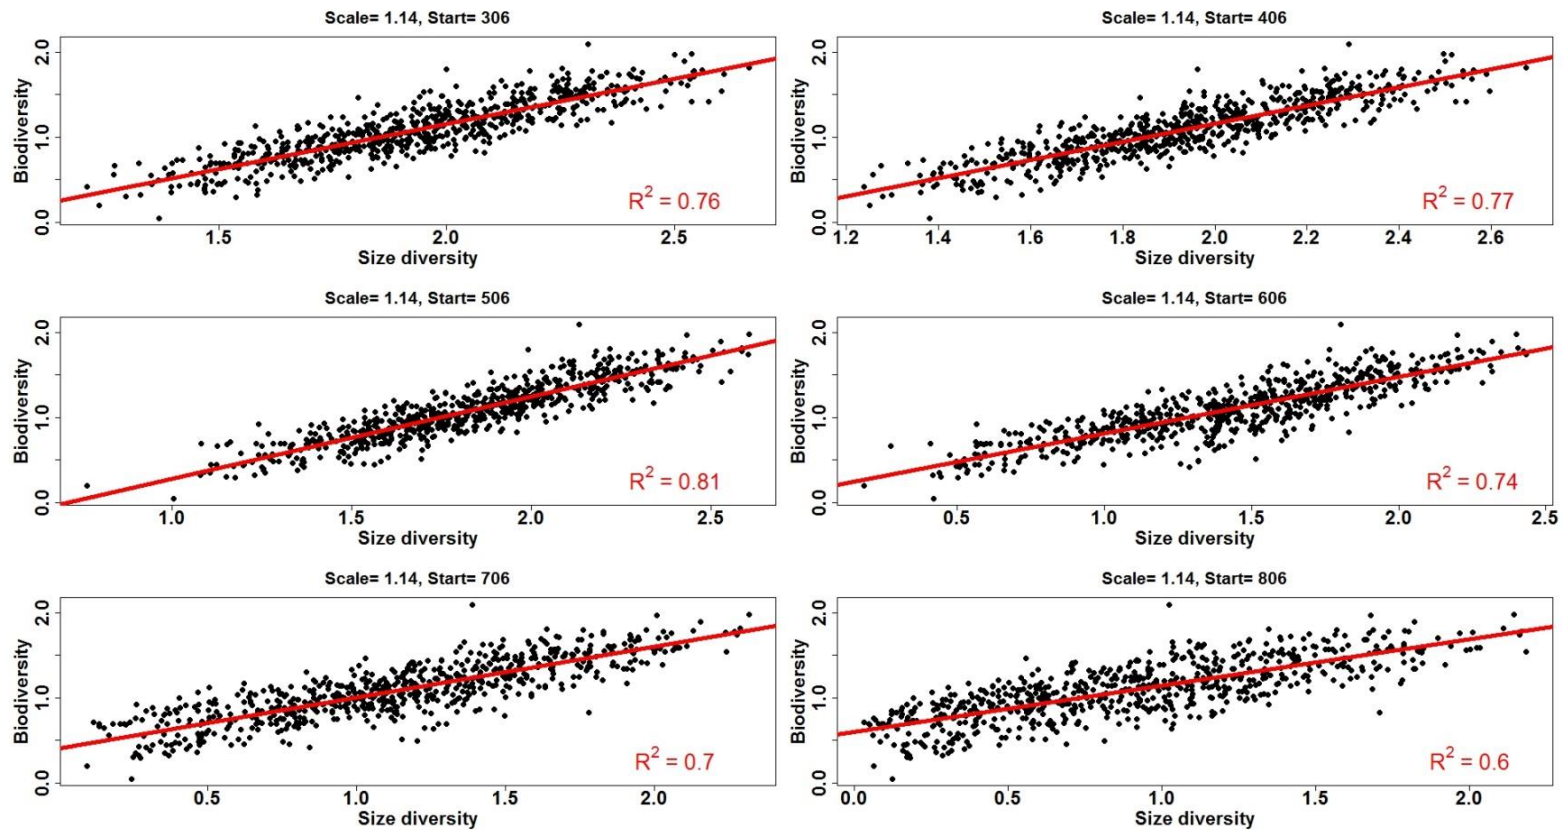 Scale= 1.14, Start= 306
Biodiversity
0.0 1.0 2.0
R² = 0.76
1.5 2.0 2.5
Size diversity
Scale= 1.14, Start= 406
Biodiversity
0.0 1.0 2.0
R² = 0.77
1.2 1.4 1.6 1.8 2.0 2.2 2.4 2.6
Size diversity
Scale= 1.14, Start= 506
Biodiversity
0.0 1.0 2.0
R² = 0.81
1.0 1.5 2.0 2.5
Size diversity
Scale= 1.14, Start= 606
Biodiversity
0.0 1.0 2.0
R² = 0.74
0.5 1.0 1.5 2.0 2.5
Size diversity
Scale= 1.14, Start= 706
Biodiversity
0.0 1.0 2.0
R² = 0.7
0.5 1.0 1.5 2.0
Size diversity
Scale= 1.14, Start= 806
Biodiversity
0.0 1.0 2.0
R² = 0.6
0.0 0.5 1.0 1.5 2.0
Size diversity